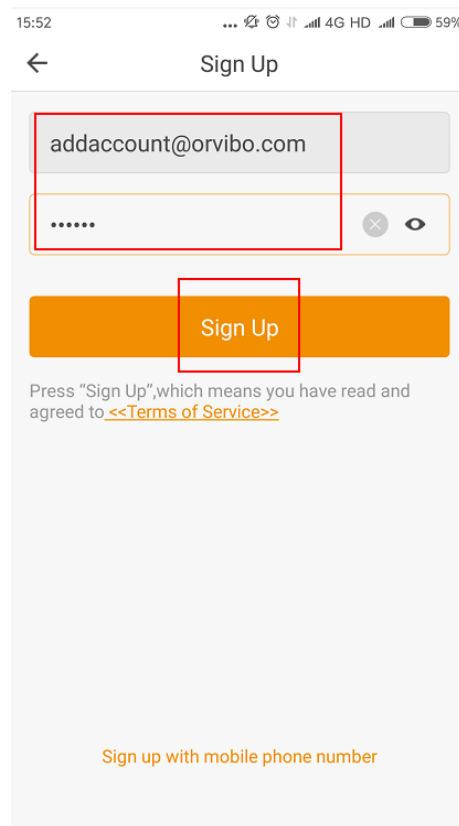 15:52 ... 4G HD 59%
Sign Up
addaccount@orvibo.com
••••••
Sign Up
Press “Sign Up”,which means you have read and
agreed to <<Terms of Service>>
Sign up with mobile phone number